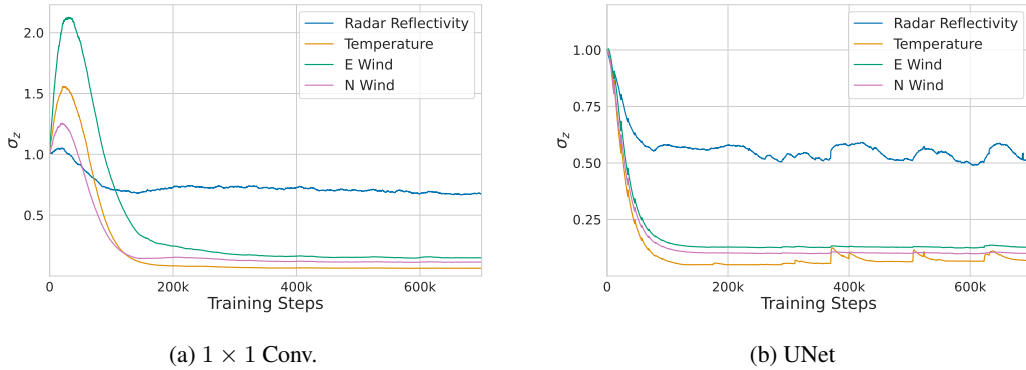 2.0
1.5
1.0
0.5
σz
0
200k
400k
600k
Training Steps
Radar Reflectivity
Temperature
E Wind
N Wind
(a) 1 × 1 Conv.
1.00
0.75
0.50
0.25
σz
0
200k
400k
600k
Training Steps
Radar Reflectivity
Temperature
E Wind
N Wind
(b) UNet